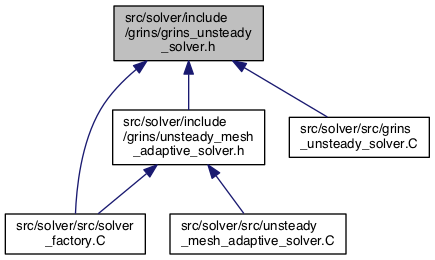 src/solver/include
/grins/grins_unsteady
_solver.h
src/solver/include
/grins/unsteady_mesh
_adaptive_solver.h
src/solver/src/grins
_unsteady_solver.C
src/solver/src/solver
_factory.C
src/solver/src/unsteady
_mesh_adaptive_solver.C